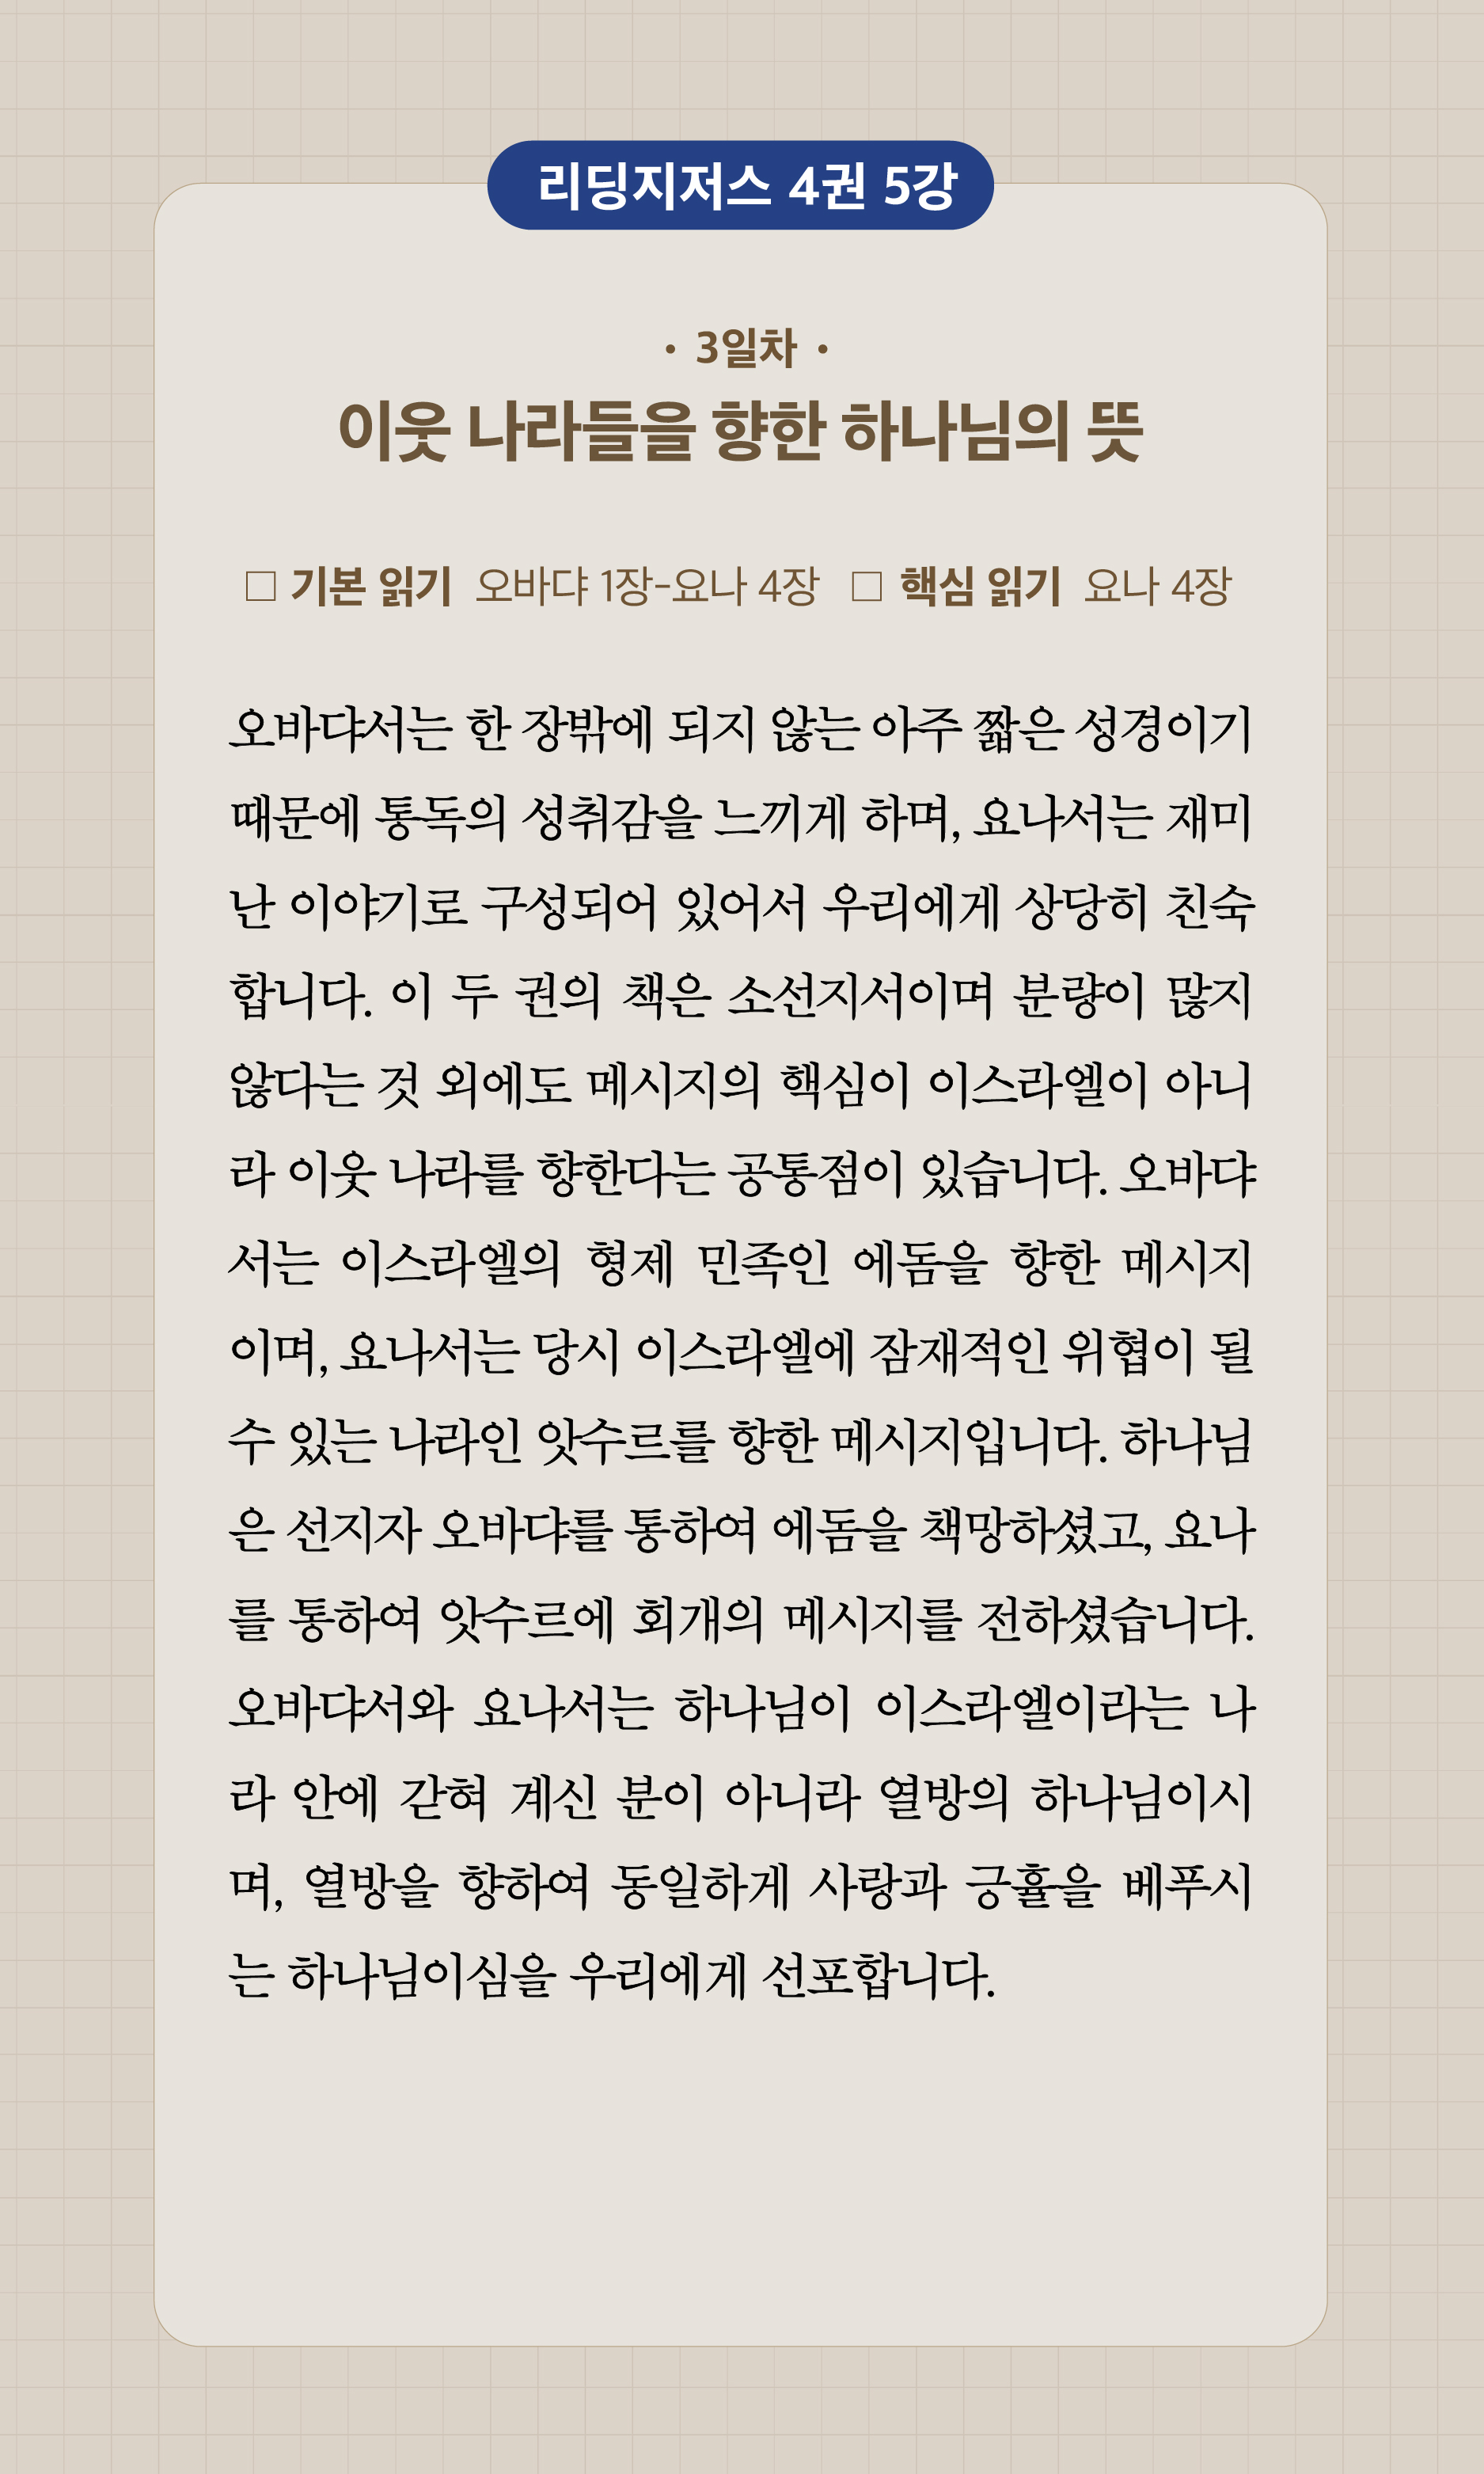 리딩지저스 4권 5강
· 3일차 ·
이웃 나라들을 향한 하나님의 뜻
□ 기본 읽기 오바댜 1장-요나 4장 □ 핵심 읽기 요나 4장
오바댜서는 한 장밖에 되지 않는 아주 짧은 성경이기
때문에 통독의 성취감을 느끼게 하며, 요나서는 재미
난 이야기로 구성되어 있어서 우리에게 상당히 친숙
합니다. 이 두 권의 책은 소선지서이며 분량이 많지
않다는 것 외에도 메시지의 핵심이 이스라엘이 아니
라 이웃 나라를 향한다는 공통점이 있습니다. 오바댜
서는 이스라엘의 형제 민족인 에돔을 향한 메시지
이며, 요나서는 당시 이스라엘에 잠재적인 위협이 될
수 있는 나라인 앗수르를 향한 메시지입니다. 하나님
은 선지자 오바댜를 통하여 에돔을 책망하셨고, 요나
를 통하여 앗수르에 회개의 메시지를 전하셨습니다.
오바댜서와 요나서는 하나님이 이스라엘이라는 나
라 안에 갇혀 계신 분이 아니라 열방의 하나님이시
며, 열방을 향하여 동일하게 사랑과 긍휼을 베푸시
는 하나님이심을 우리에게 선포합니다.